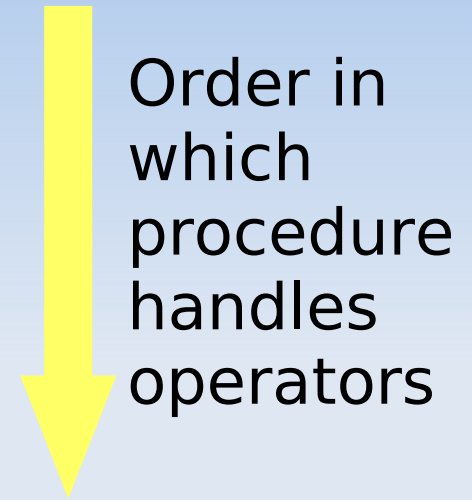 Order in
which
procedure
handles
operators